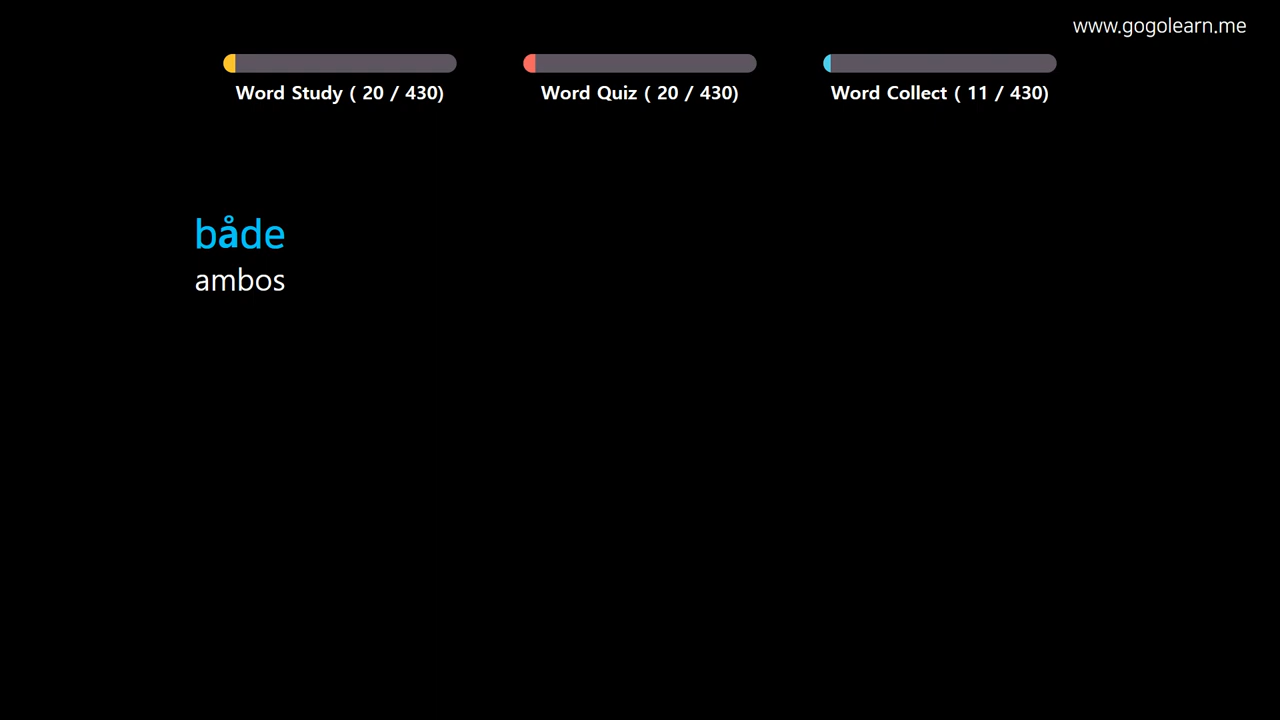 www.gogolearn.me
Word Study ( 20 / 430)
Word Quiz ( 20 / 430)
Word Collect ( 11 / 430)
både
ambos